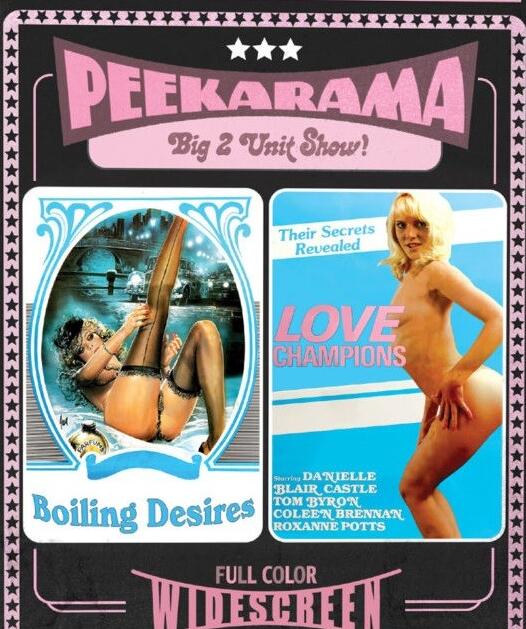 PEEKARAMA
Big 2 Unit Show!
Their Secrets
Revealed
LOVE
CHAMPIONS
PARFUMS
Boiling Desires
Starring DANIELLE
BLAIR CASTLE
TOM BYRON
COLEEN BRENNAN
ROXANNE POTTS
FULL COLOR
WIDESCREEN